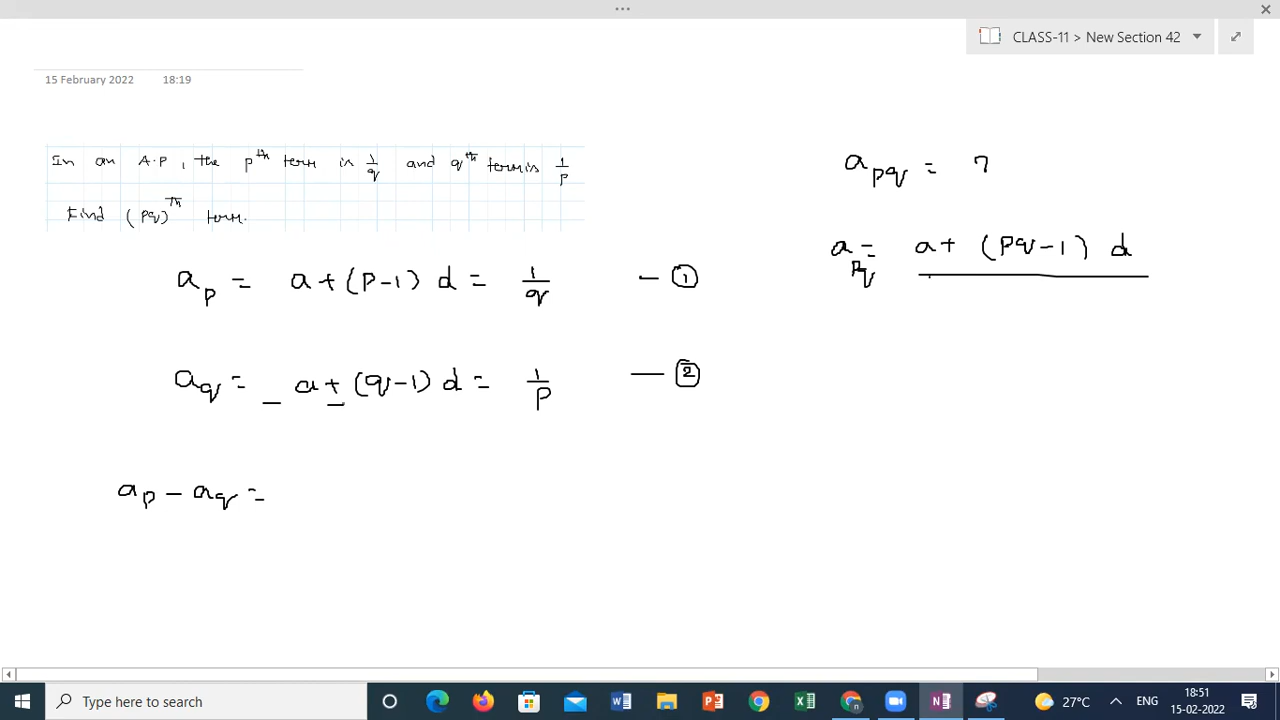 CLASS-11 > New Section 42
15 February 2022 18:19
In an A.P, the pth term in 1/q and qth term is 1/p
Find (pq)th term.
a_pq = ?
a_pq = a + (pq-1) d
a_p = a + (p-1) d = 1/q — ①
a_q = a + (q-1) d = 1/p — ②
a_p - a_q =
Type here to search
27°C
ENG
18:51
15-02-2022